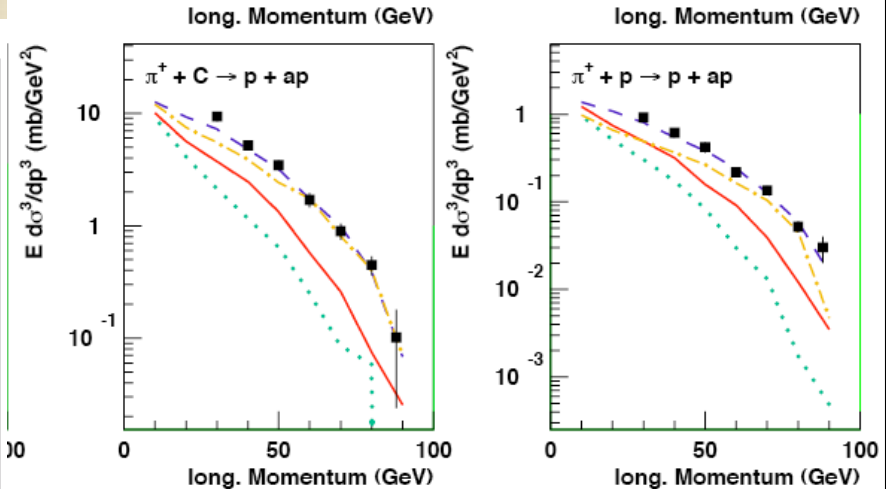 long. Momentum (GeV)
long. Momentum (GeV)
E dσ³/dp³ (mb/GeV²)
π⁺ + C → p + ap
10
1
10 ⁻¹
00
0
50
100
long. Momentum (GeV)
E dσ³/dp³ (mb/GeV²)
π⁺ + p → p + ap
1
10 ⁻¹
10 ⁻²
10 ⁻³
0
50
100
long. Momentum (GeV)